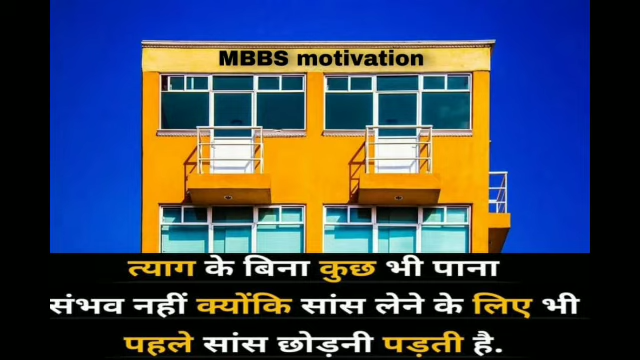 MBBS motivation
त्याग के बिना कुछ भी पाना
संभव नहीं क्योंकि सांस लेने के लिए भी
पहले सांस छोड़नी पड़ती है.